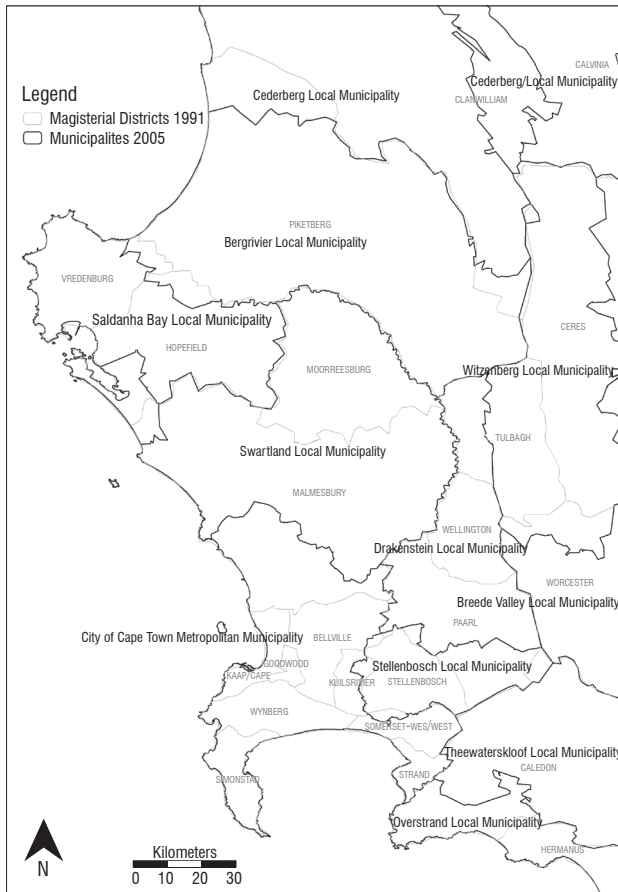 CALVINIA
Cederberg/Local Municipality
Legend
Cederberg Local Municipality
CLANWILLIAM
Magisterial Districts 1991
Municipalites 2005
PIKETBERG
Bergrivier Local Municipality
VREDENBURG
Saldanha Bay Local Municipality
CERES
HOPEFIELD
MOORREESBURG
Witzenberg Local Municipality
TULBAGH
Swartland Local Municipality
MALMESBURY
WELLINGTON
Drakenstein Local Municipality
WORCESTER
Breede Valley Local Municipality
PAARL
City of Cape Town Metropolitan Municipality
BELLVILLE
GOODWOOD
Stellenbosch Local Municipality
KAAP/CAPE
KUILSRIVIER
STELLENBOSCH
WYNBERG
SOMERSET-WES/WEST
Theewaterskloof Local Municipality
CALEDON
STRAND
SIMONSTAD
Overstrand Local Municipality
HERMANUS
Kilometers
N
0 10 20 30